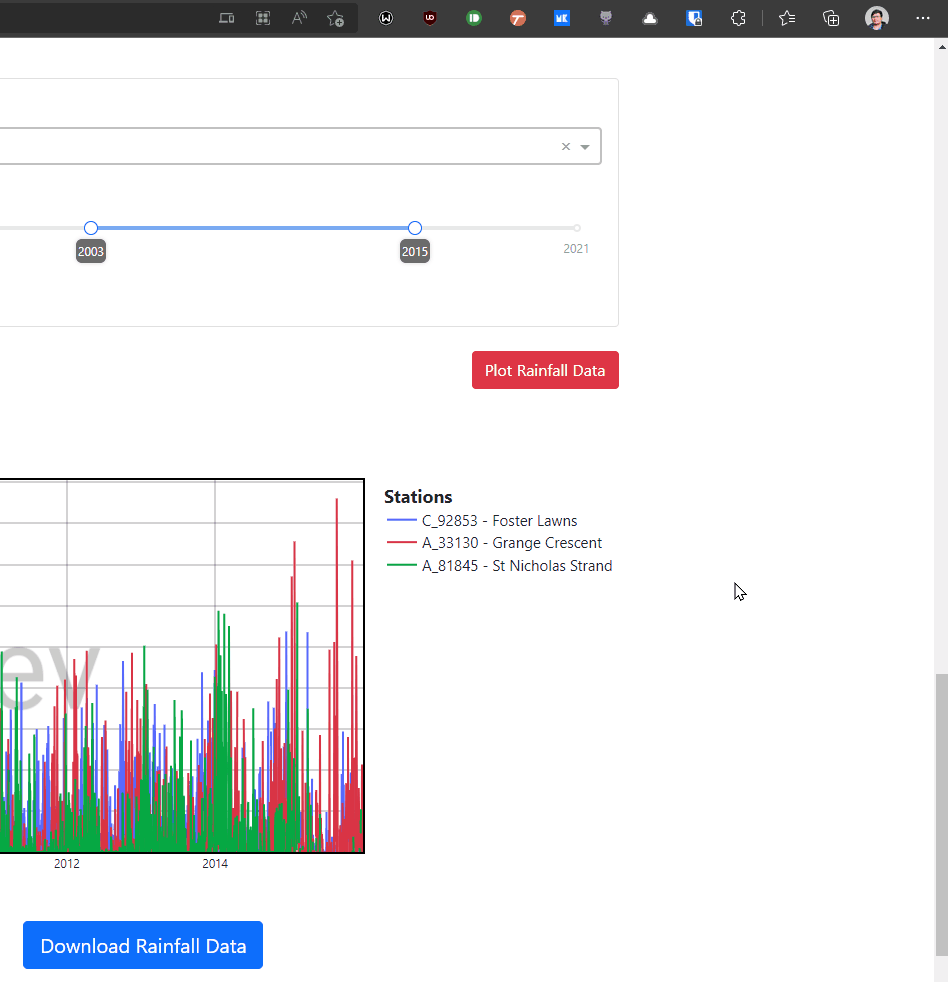 2003
2015
2021
Plot Rainfall Data
Stations
C_92853 - Foster Lawns
A_33130 - Grange Crescent
A_81845 - St Nicholas Strand
ev
2012
2014
Download Rainfall Data